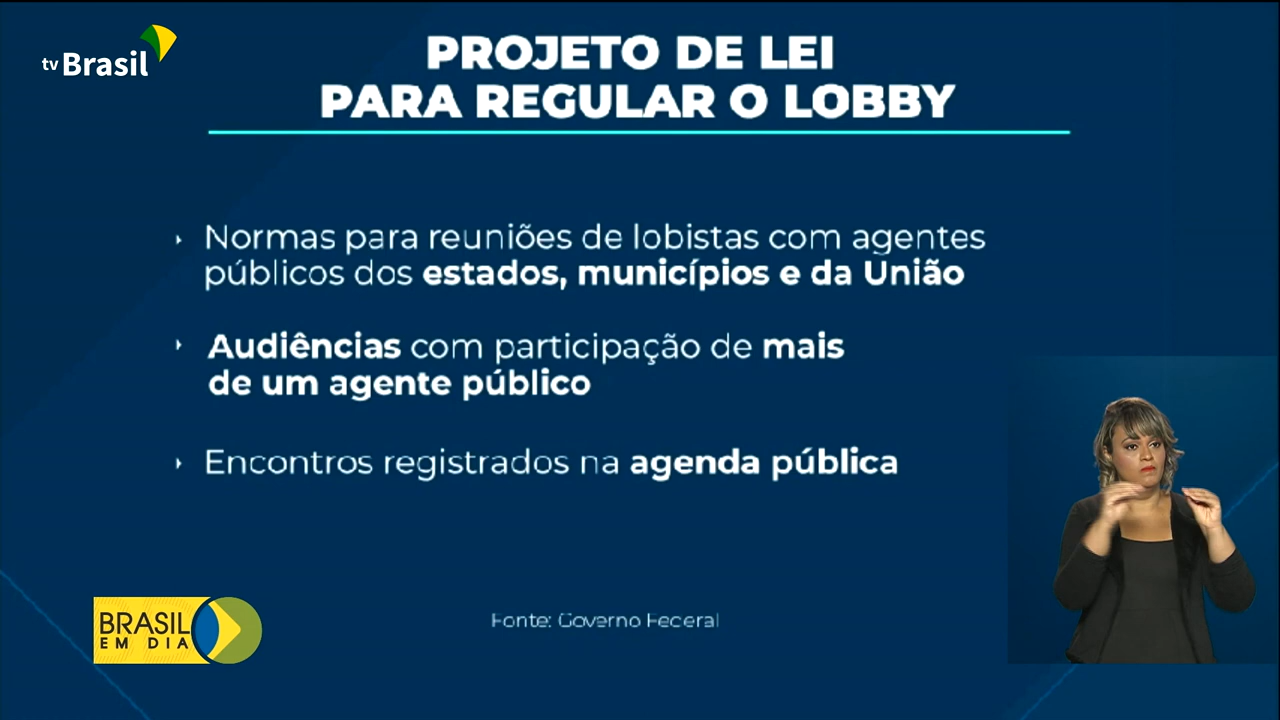 tv Brasil
PROJETO DE LEI
PARA REGULAR O LOBBY
Normas para reuniões de lobistas com agentes
públicos dos estados, municípios e da União
Audiências com participação de mais
de um agente público
Encontros registrados na agenda pública
Fonte: Governo Federal
BRASIL
EM DIA